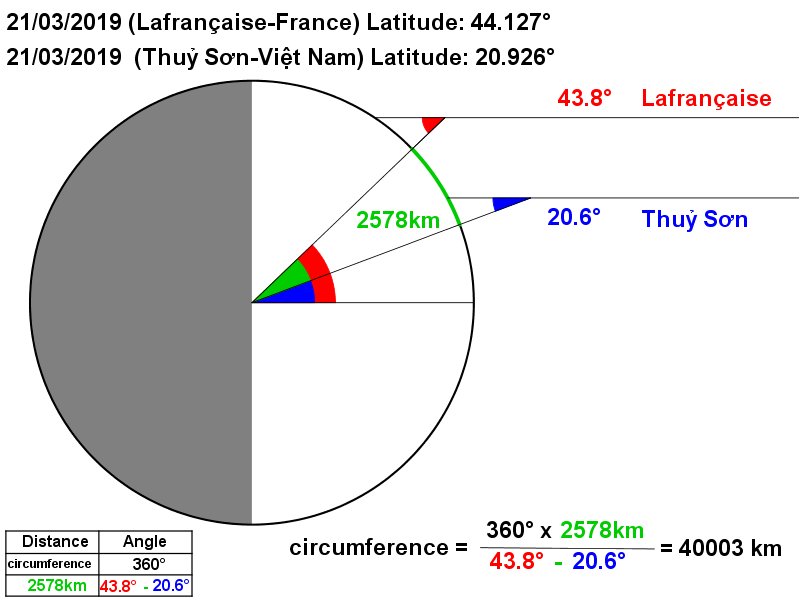 21/03/2019 (Lafrançaise-France) Latitude: 44.127°
21/03/2019 (Thuỷ Sơn-Việt Nam) Latitude: 20.926°
43.8° Lafrançaise
2578km
20.6° Thuỷ Sơn
Distance Angle
circumference 360°
2578km 43.8° - 20.6°
circumference = 360° x 2578km
43.8° - 20.6°
= 40003 km